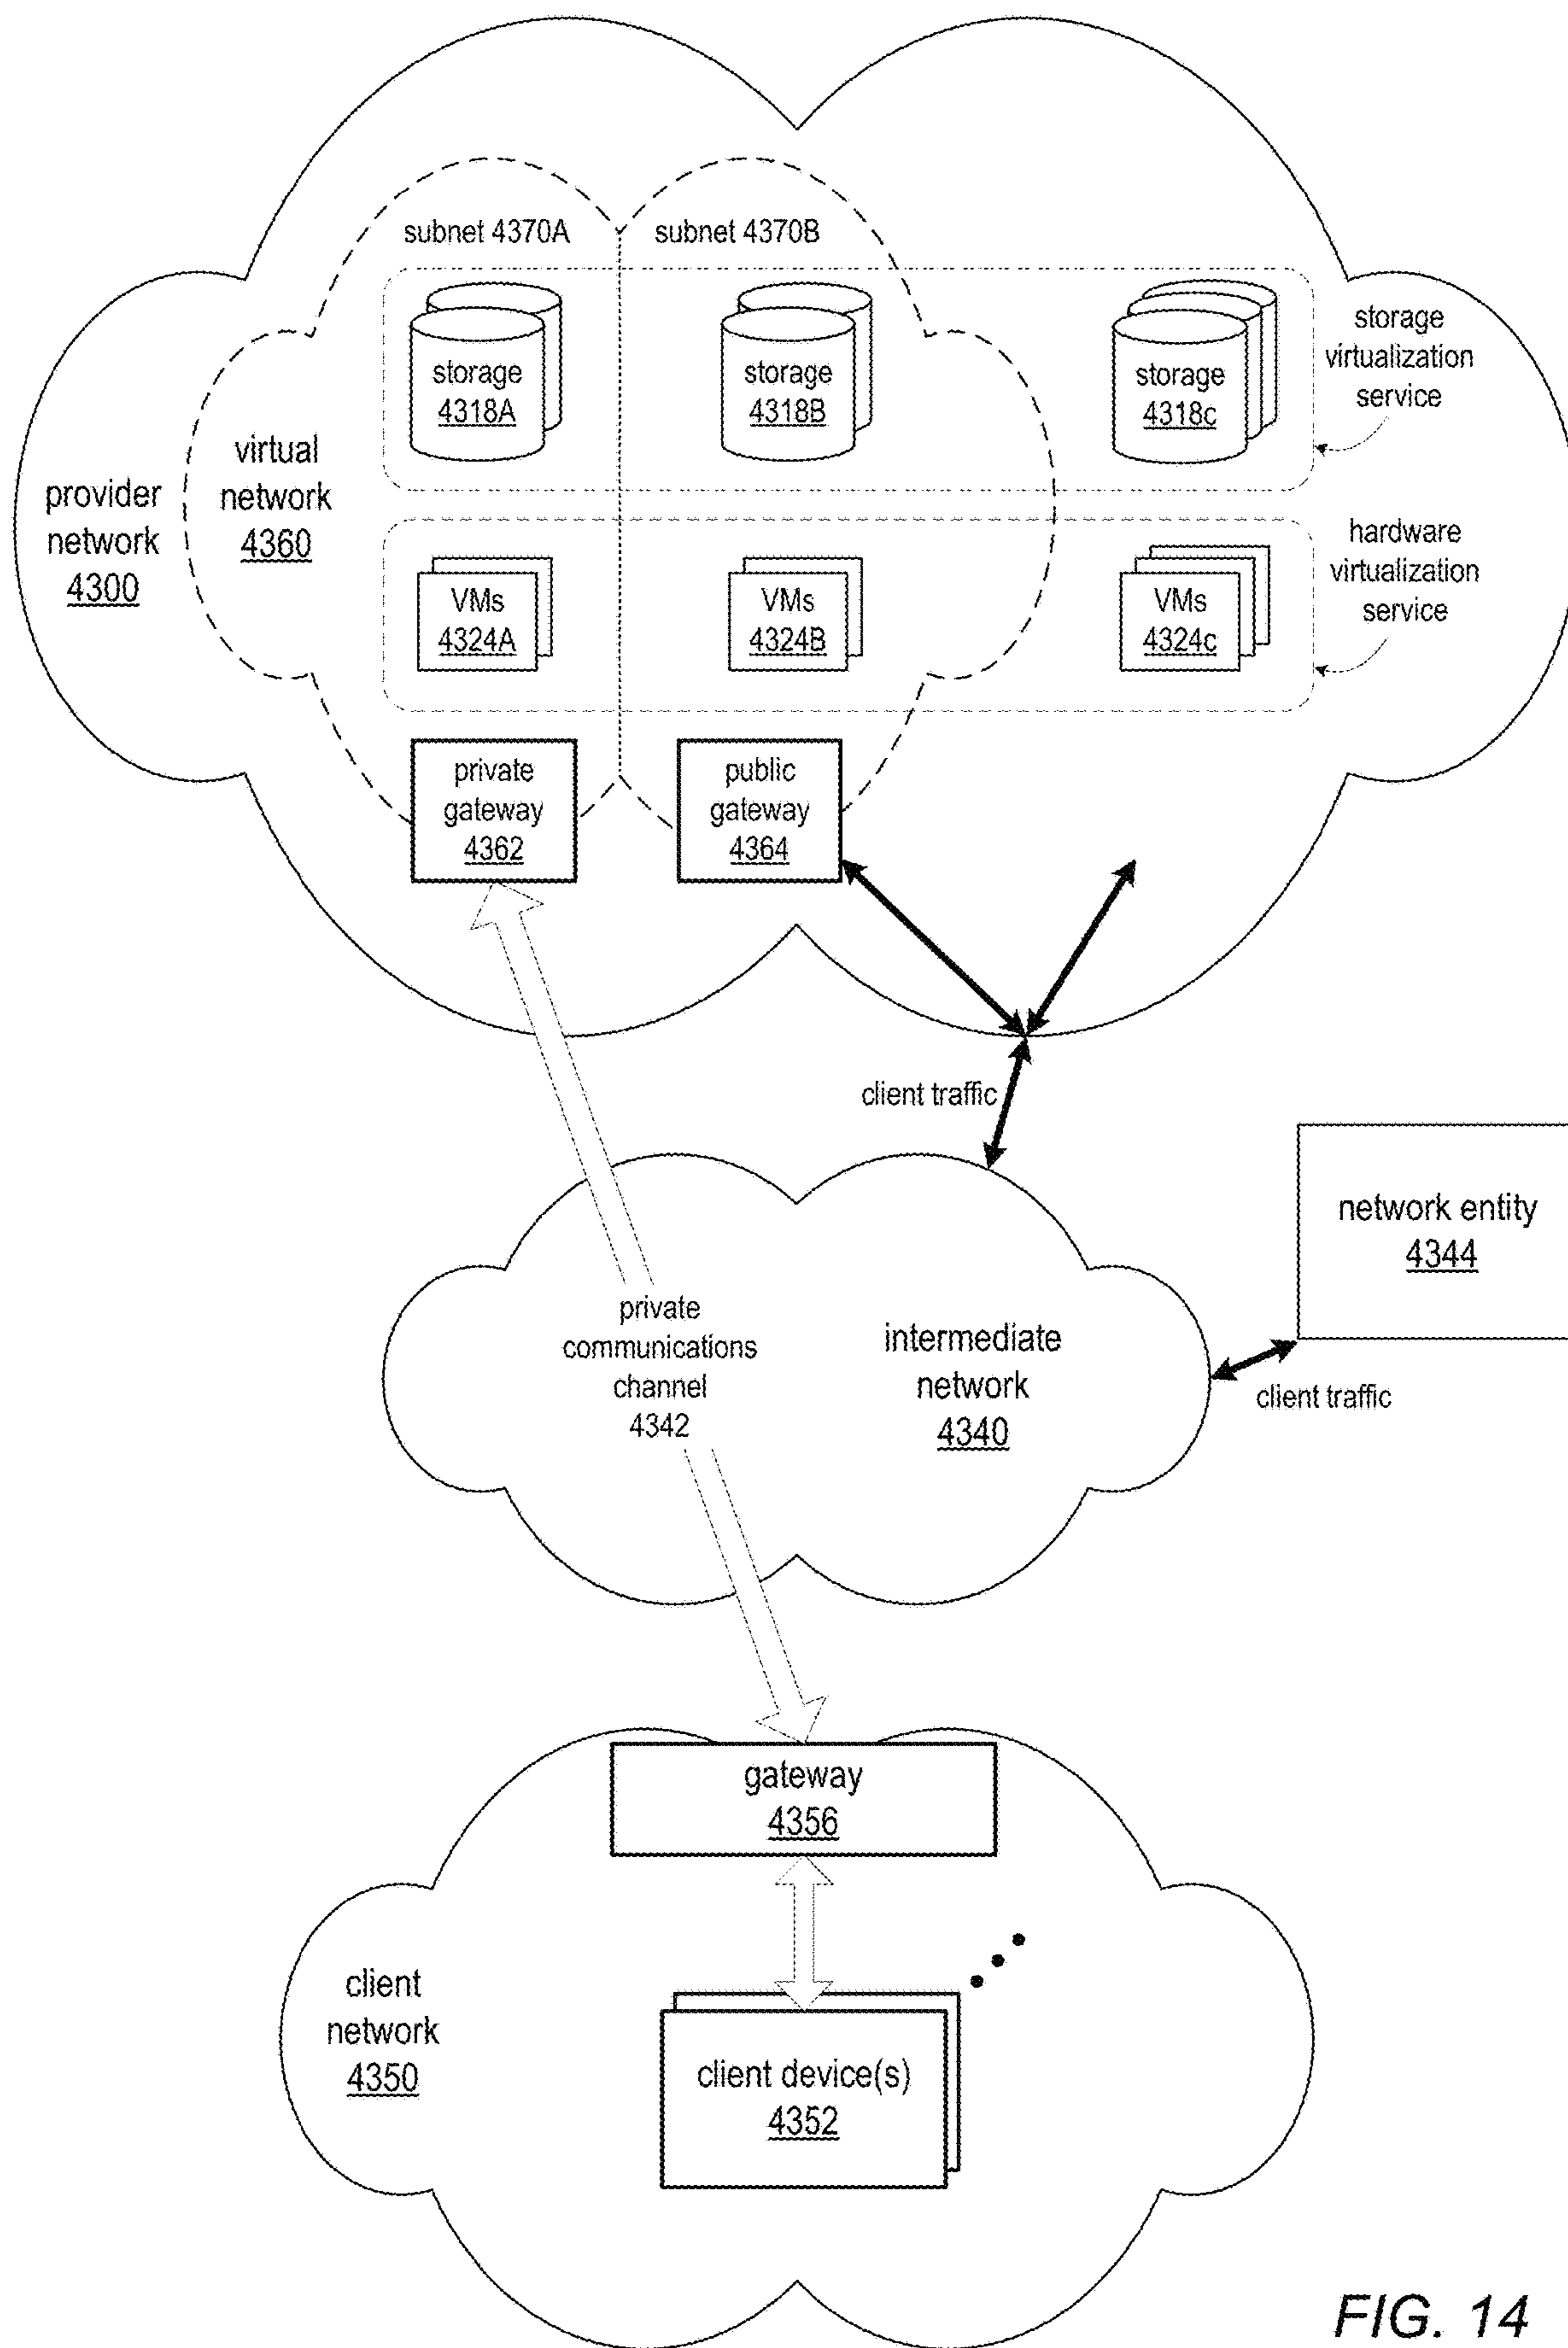 subnet 4370A
subnet 4370B
storage
4318A
storage
4318B
storage
4318c
storage
virtualization
service
provider
network
4300
virtual
network
4360
VMs
4324A
VMs
4324B
VMs
4324c
hardware
virtualization
service
private
gateway
4362
public
gateway
4364
client traffic
network entity
4344
client traffic
private
communications
channel
4342
intermediate
network
4340
gateway
4356
client
network
4350
client device(s)
4352
FIG. 14